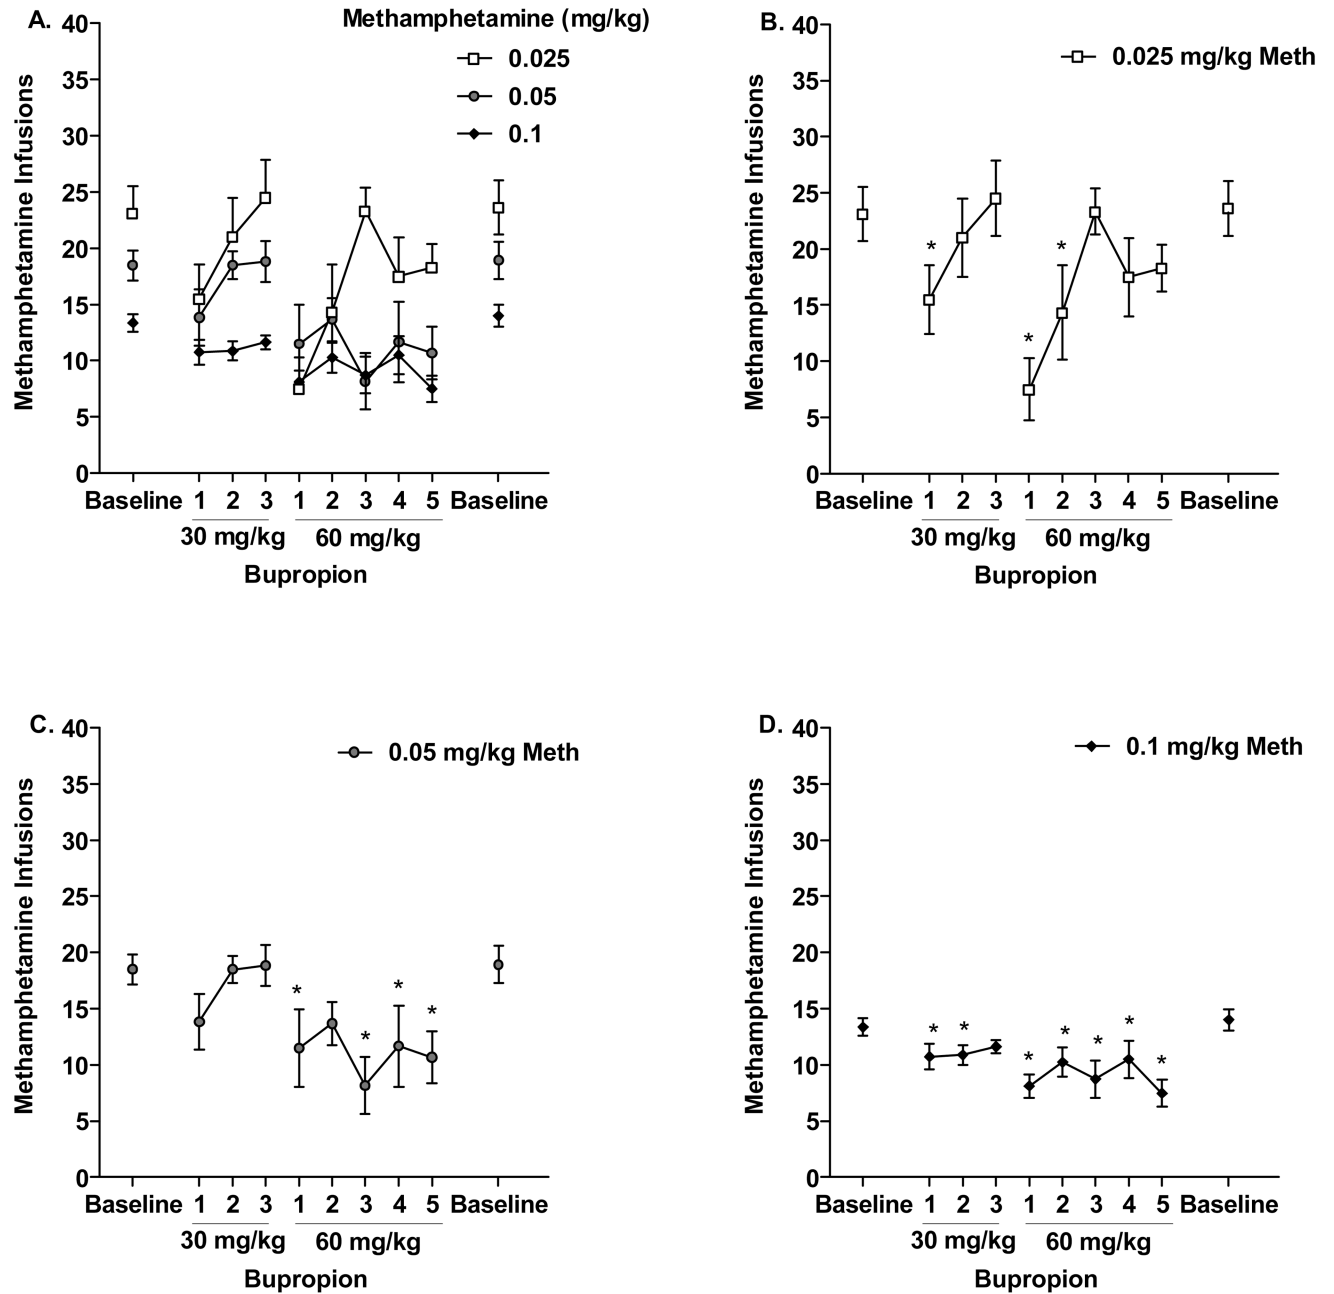 A.
Methamphetamine (mg/kg)
0.025
0.05
0.1
Methamphetamine Infusions
40
35
30
25
20
15
10
5
0
Baseline 1 2 3 1 2 3 4 5 Baseline
30 mg/kg 60 mg/kg
Bupropion
B.
0.025 mg/kg Meth
Methamphetamine Infusions
40
35
30
25
20
15
10
5
0
* * *
Baseline 1 2 3 1 2 3 4 5 Baseline
30 mg/kg 60 mg/kg
Bupropion
C.
0.05 mg/kg Meth
Methamphetamine Infusions
40
35
30
25
20
15
10
5
0
* * * *
Baseline 1 2 3 1 2 3 4 5 Baseline
30 mg/kg 60 mg/kg
Bupropion
D.
0.1 mg/kg Meth
Methamphetamine Infusions
40
35
30
25
20
15
10
5
0
* * * * * * *
Baseline 1 2 3 1 2 3 4 5 Baseline
30 mg/kg 60 mg/kg
Bupropion